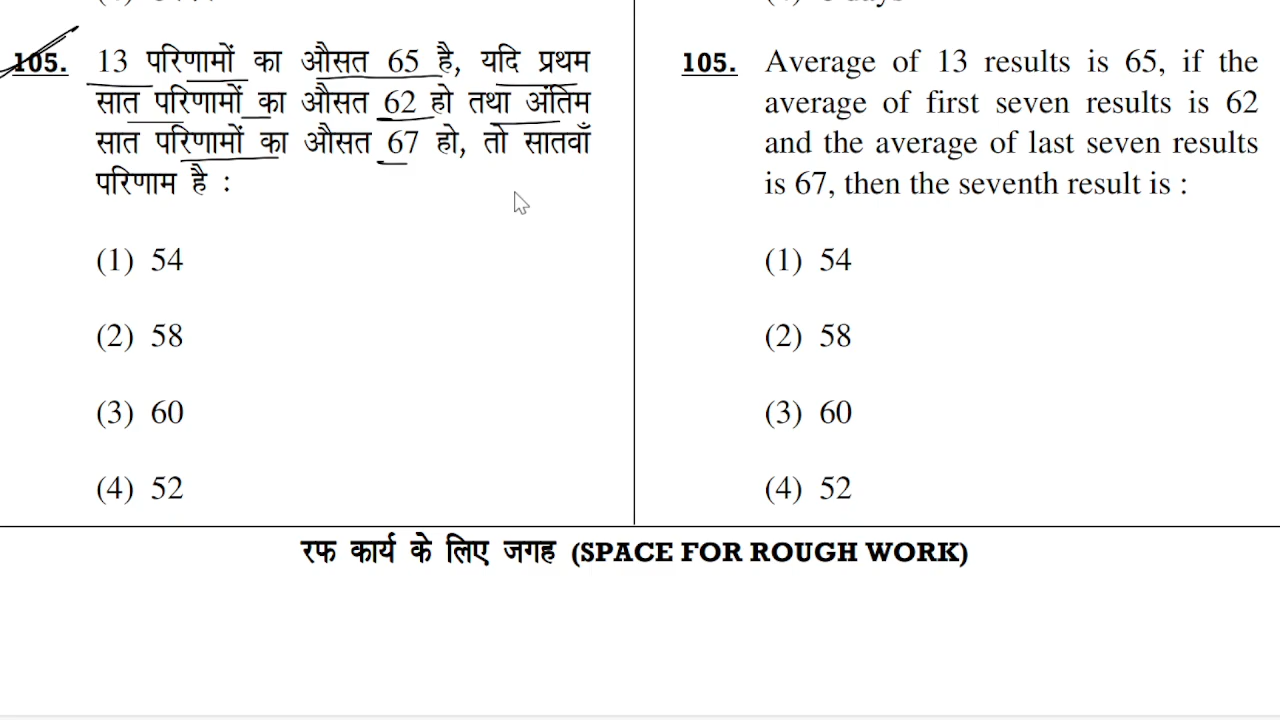 105. 13 परिणामों का औसत 65 है, यदि प्रथम
सात परिणामों का औसत 62 हो तथा अंतिम
सात परिणामों का औसत 67 हो, तो सातवाँ
परिणाम है :
(1) 54
(2) 58
(3) 60
(4) 52
105. Average of 13 results is 65, if the
average of first seven results is 62
and the average of last seven results
is 67, then the seventh result is :
(1) 54
(2) 58
(3) 60
(4) 52
रफ कार्य के लिए जगह (SPACE FOR ROUGH WORK)